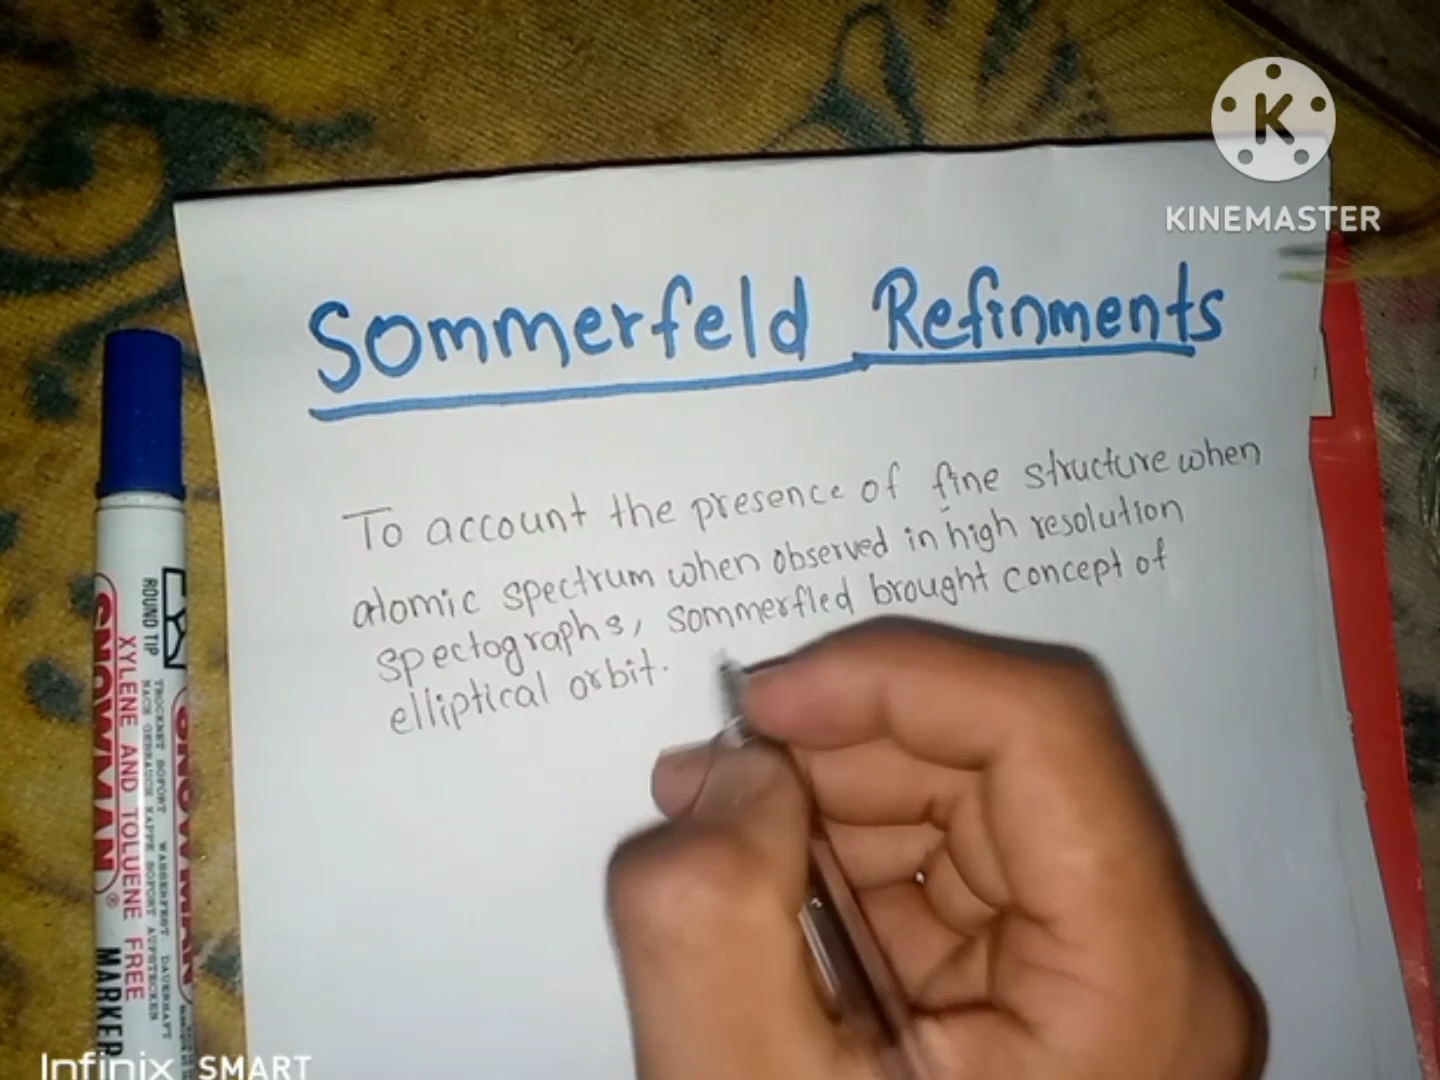 KINEMASTER
Sommerfeld Refinments
To account the presence of fine structure when
atomic spectrum when observed in high resolution
spectographs, sommerfled brought concept of
elliptical orbit.
SNOWMAN
ROUND TIP
XYLENE AND TOLUENE FREE
MARKER
Infinix SMART